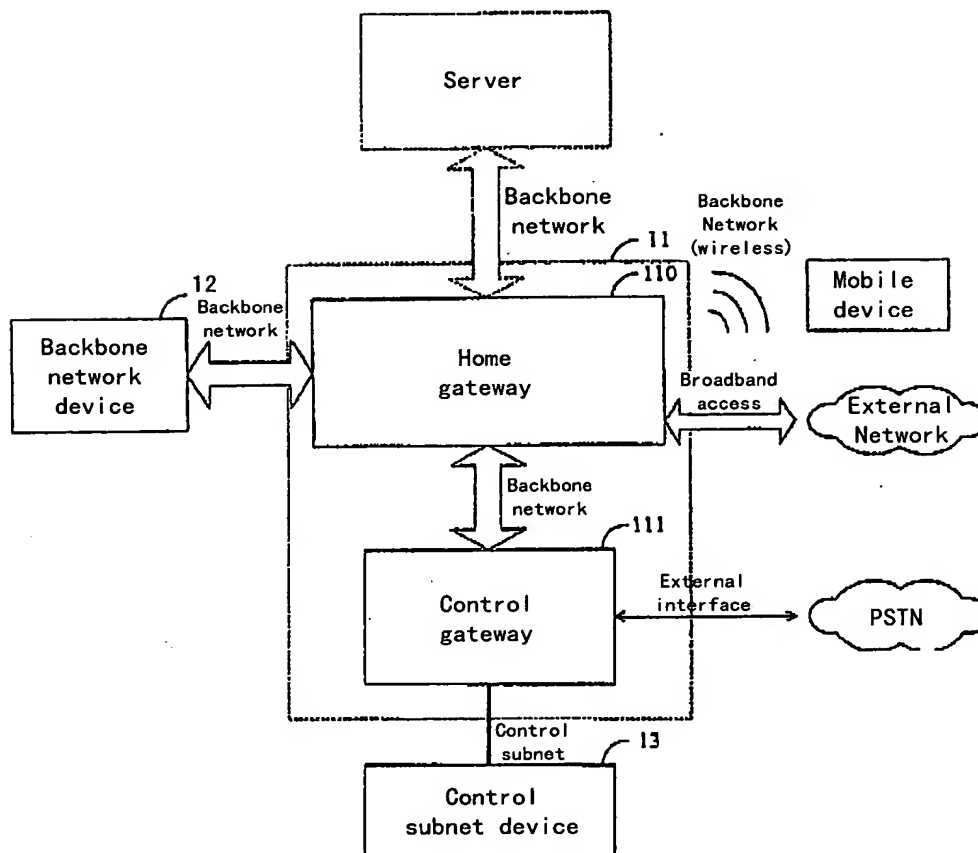 Server
Backbone
network
Backbone
Network
(wireless)
11
110
Mobile
device
12
Backbone
network
Backbone
network
device
Home
gateway
Broadband
access
External
Network
Backbone
network
111
Control
gateway
External
interface
PSTN
Control
subnet
13
Control
subnet device